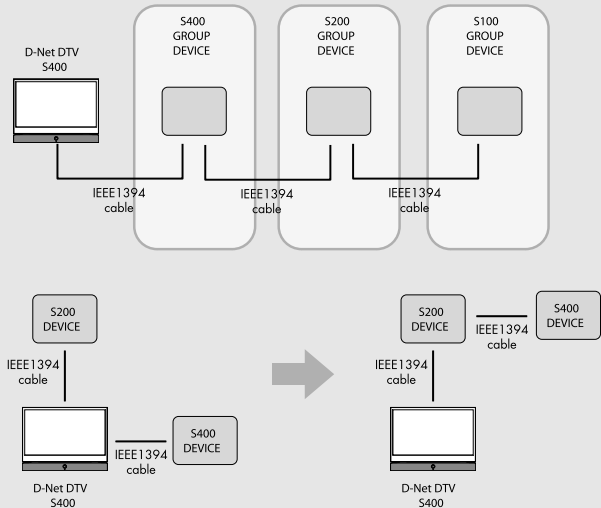 D-Net DTV
S400
S400
GROUP
DEVICE
S200
GROUP
DEVICE
S100
GROUP
DEVICE
IEEE1394
cable
IEEE1394
cable
IEEE1394
cable
S200
DEVICE
IEEE1394
cable
S400
DEVICE
IEEE1394
cable
D-Net DTV
S400
S200
DEVICE
S400
DEVICE
IEEE1394
cable
IEEE1394
cable
D-Net DTV
S400